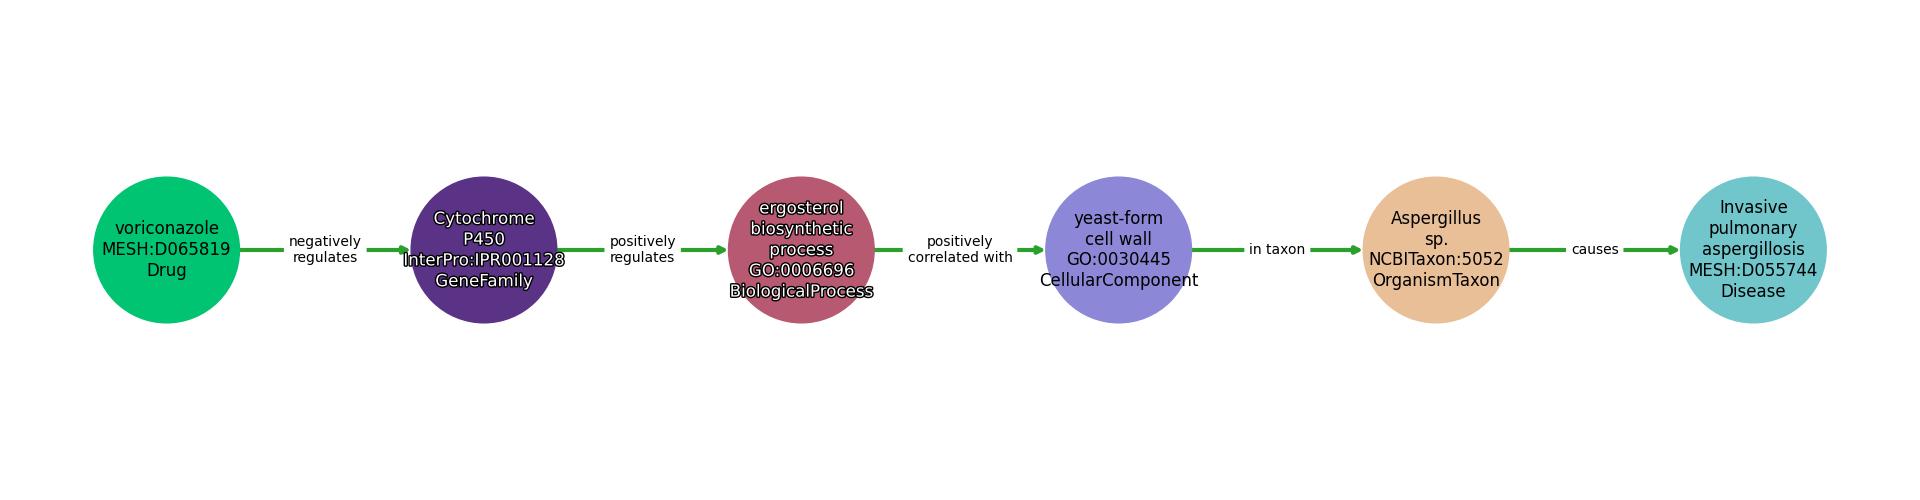 voriconazole
MESH:D065819
Drug
negatively
regulates
Cytochrome
P450
InterPro:IPR001128
GeneFamily
positively
regulates
ergosterol
biosynthetic
process
GO:0006696
BiologicalProcess
positively
correlated with
yeast-form
cell wall
GO:0030445
CellularComponent
in taxon
Aspergillus
sp.
NCBITaxon:5052
OrganismTaxon
causes
Invasive
pulmonary
aspergillosis
MESH:D055744
Disease